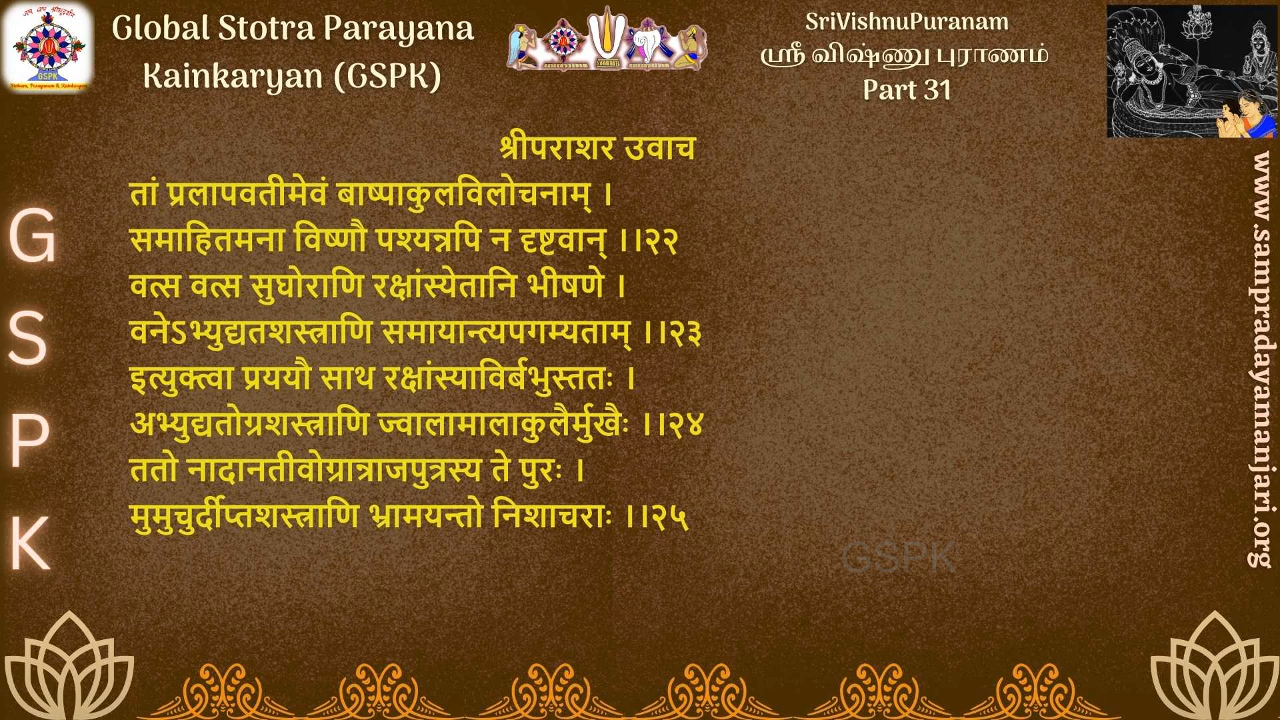 Global Stotra Parayana
Kainkaryan (GSPK)
SriVishnuPuranam
ஸ்ரீ விஷ்ணு புராணம்
Part 31
श्रीपराशर उवाच
तां प्रलापवतीमेवं बाष्पाकुलविलोचनाम् ।
समाहितमना विष्णौ पश्यन्नपि न दृष्टवान् ।।२२
वत्स वत्स सुघोराणि रक्षांस्येतानि भीषणे ।
वनेऽभ्युद्यतशस्त्राणि समायान्त्यपगम्यताम् ।।२३
इत्युक्त्वा प्रययौ साथ रक्षांस्याविर्बभुस्ततः ।
अभ्युद्यतोग्रशस्त्राणि ज्वालामालाकुलैर्मुखैः ।।२४
ततो नादानतीवोग्रान्राजपुत्रस्य ते पुरः ।
मुमुचुर्दीप्तशस्त्राणि भ्रामयन्तो निशाचराः ।।२५
G
S
P
K
www.sampradayamanjari.org
GSPK
GSPK